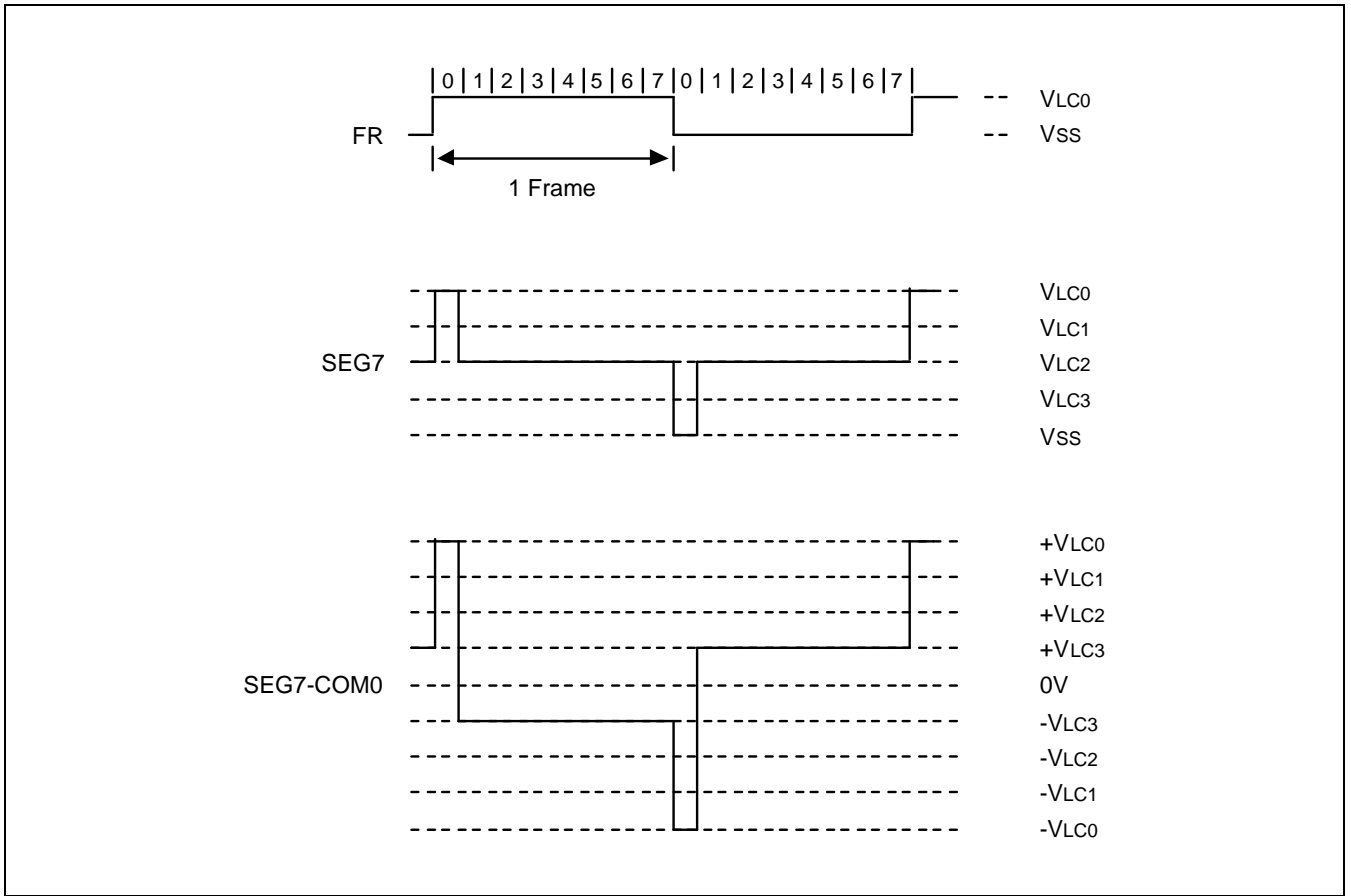 0 1 2 3 4 5 6 7 0 1 2 3 4 5 6 7
VLC0
FR
VSS
1 Frame
VLC0
VLC1
SEG7
VLC2
VLC3
VSS
+VLC0
+VLC1
+VLC2
+VLC3
SEG7-COM0
0V
-VLC3
-VLC2
-VLC1
-VLC0